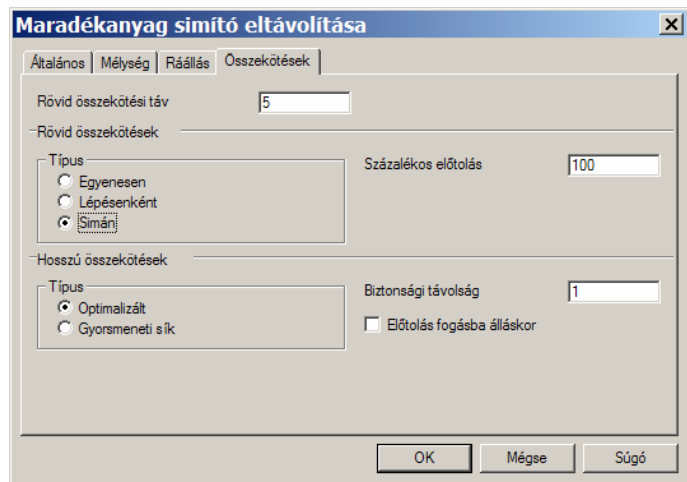 Maradékanyag simító eltávolítása
Általános Mélység Ráállás Összekötések
Rövid összekötési táv 5
Rövid összekötések
Típus
Egyenesen
Lépésenként
Simán
Százalékos előtolás 100
Hosszú összekötések
Típus
Optimalizált
Gyorsmeneti sík
Biztonsági távolság 1
Előtolás fogásba álláskor
OK Mégse Súgó